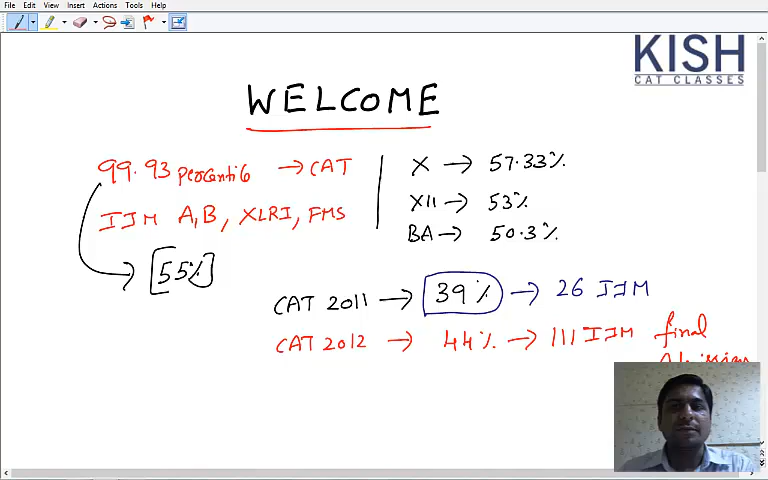 File Edit View Insert Actions Tools Help
KISH
CAT CLASSES
WELCOME
99.93 Percentile → CAT
IIM A,B, XLRI, FMS
→ [55%]
X → 57.33%
XII → 53%
BA → 50.3%
CAT 2011 → 39% → 26 IIM
CAT 2012 → 44% → 111 IIM final